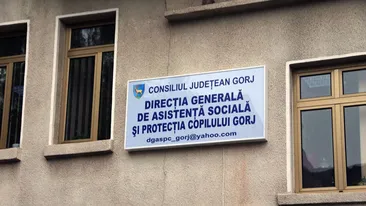 CONSILIUL JUDEȚEAN GORJ
DIRECȚIA GENERALĂ
DE ASISTENȚĂ SOCIALĂ
ȘI PROTECȚIA COPILULUI GORJ
dgaspc_gorj@yahoo.com